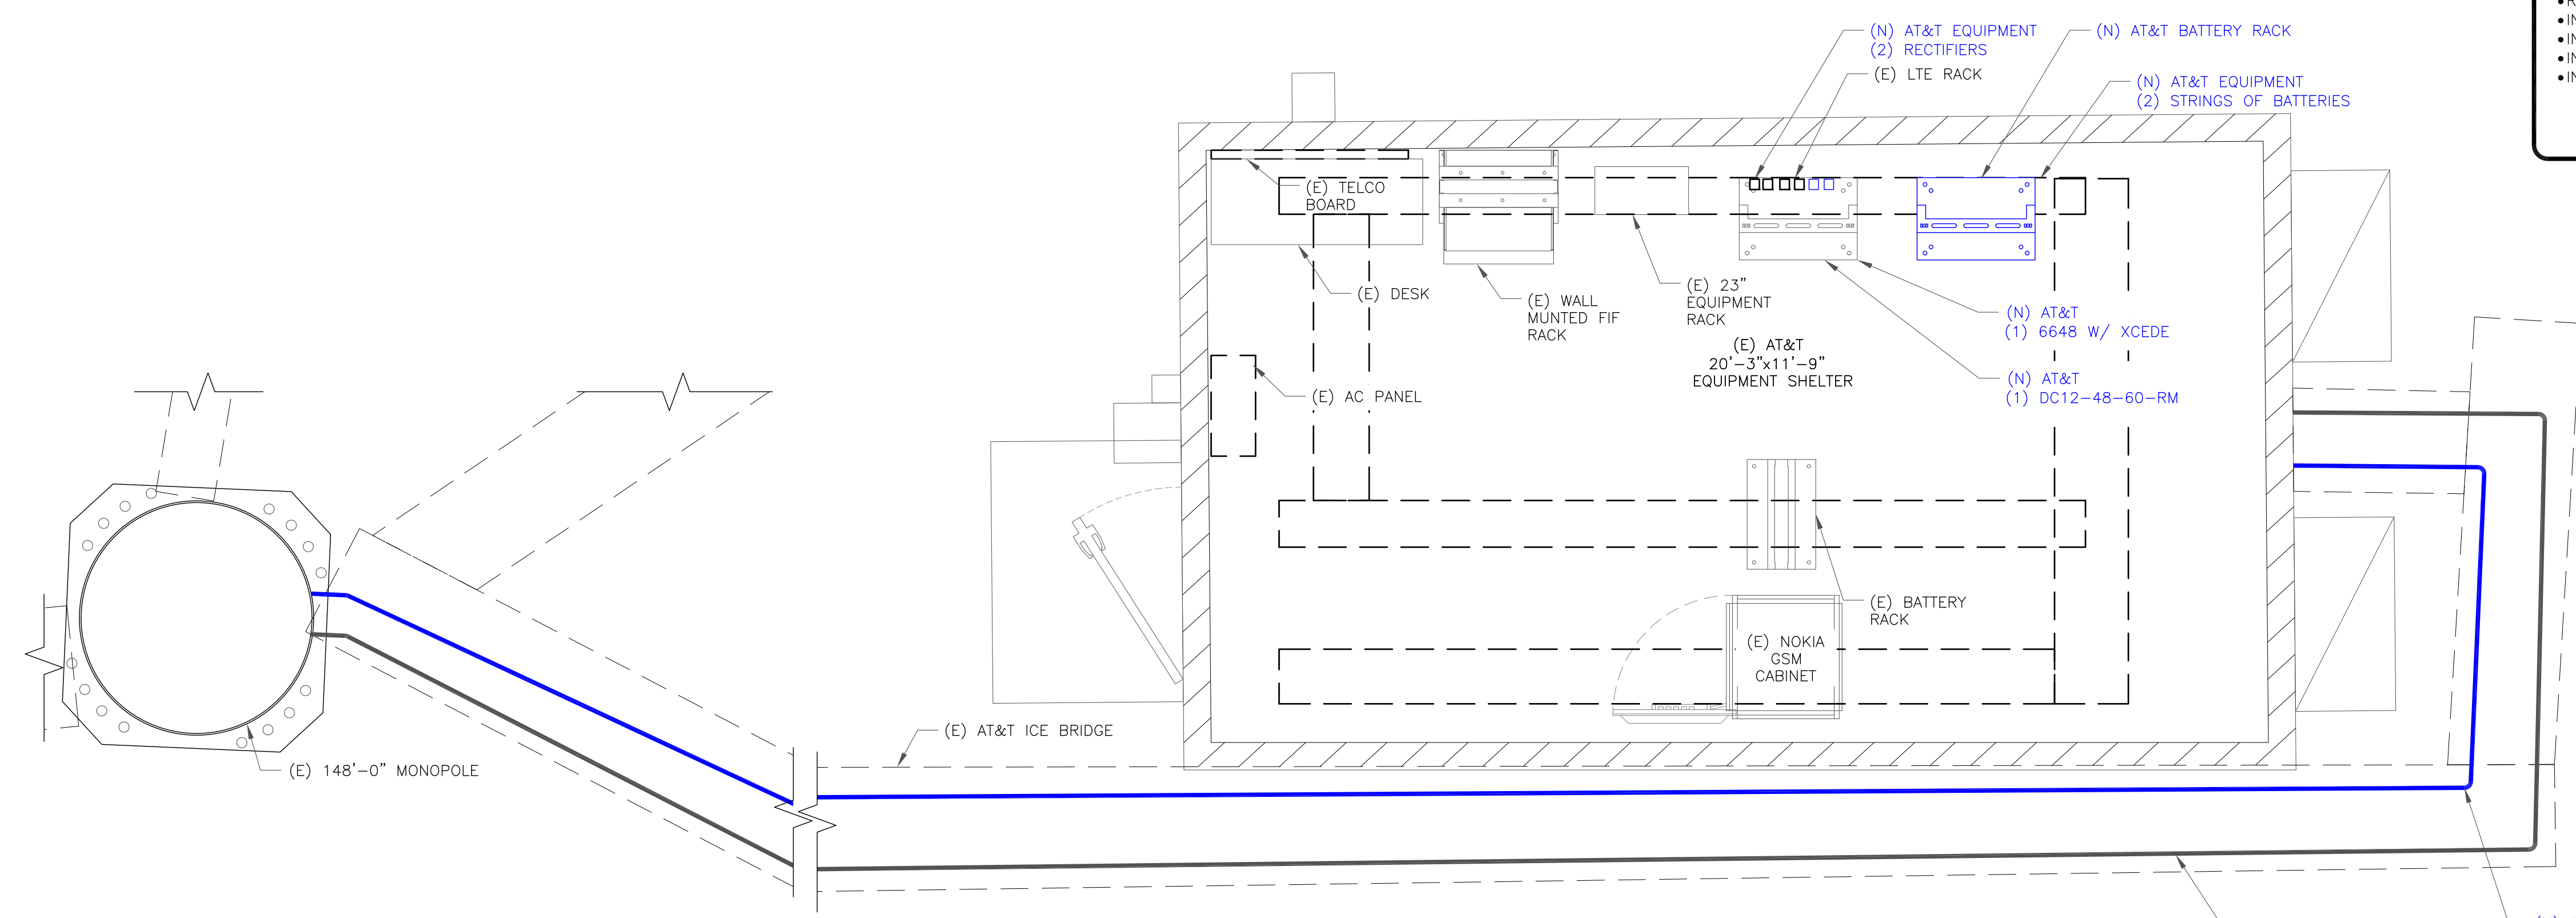 (N) AT&T EQUIPMENT
(2) RECTIFIERS
(E) LTE RACK
(N) AT&T BATTERY RACK
(N) AT&T EQUIPMENT
(2) STRINGS OF BATTERIES
(E) TELCO
BOARD
(E) DESK
(E) WALL
MUNTED FIF
RACK
(E) 23"
EQUIPMENT
RACK
(E) AT&T
20'-3"x11'-9"
EQUIPMENT SHELTER
(N) AT&T
(1) 6648 W/ XCEDE
(N) AT&T
(1) DC12-48-60-RM
(E) AC PANEL
(E) BATTERY
RACK
(E) NOKIA
GSM
CABINET
(E) AT&T ICE BRIDGE
(E) 148'-0" MONOPOLE